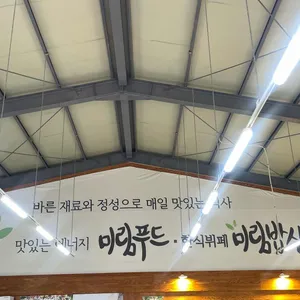 바른 재료와 정성으로 매일 맛있는 식사
맛있는 에너지 미림푸드 · 한식뷔페 미림밥상